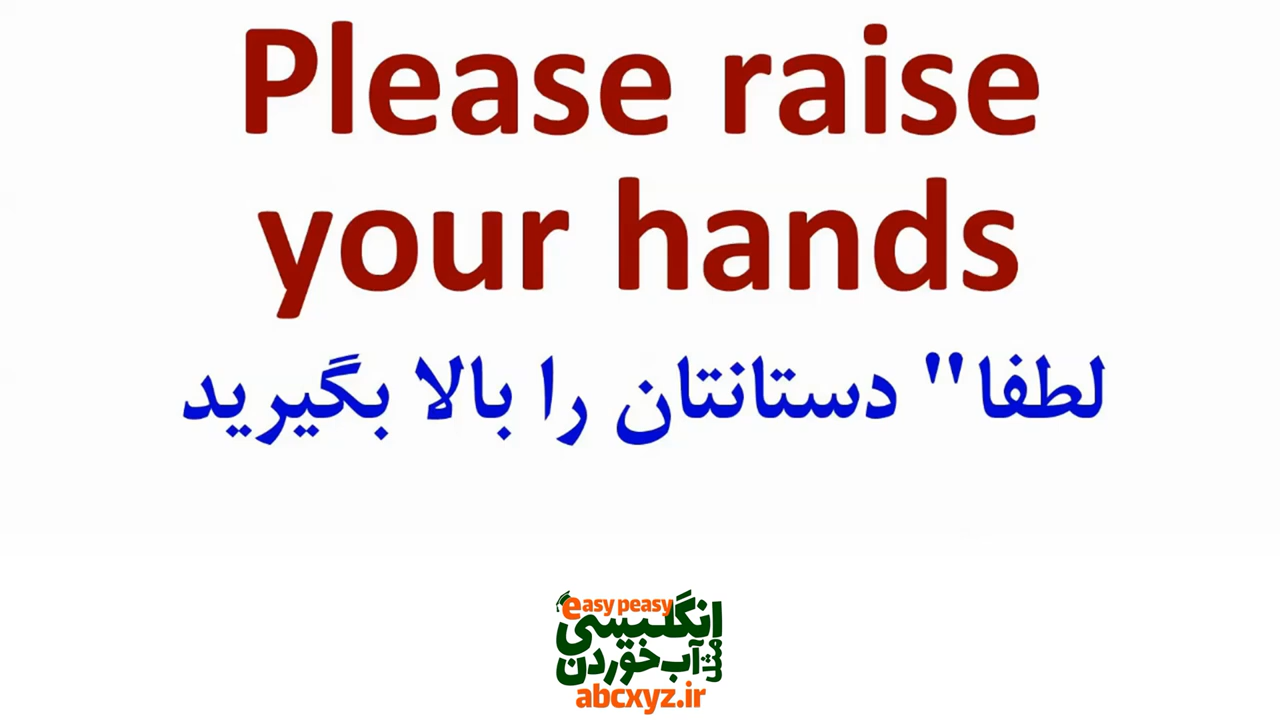 Please raise
your hands
لطفا" دستانتان را بالا بگیرید
easy peasy
انگلیسی
مثل آب خوردن
abcxyz.ir